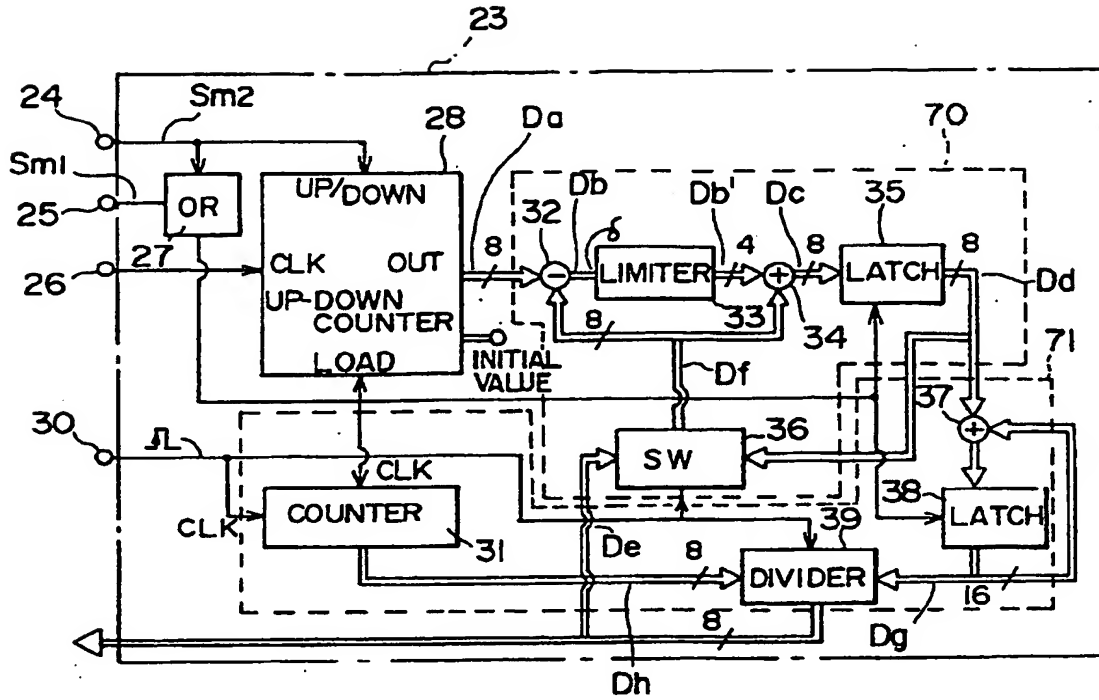 23
24
Sm2
28
Da
70
Sm1
25
OR
27
UP/DOWN
32
Db
δ
Db'
Dc
35
26
CLK
OUT
8
LIMITER
4
8
LATCH
8
Dd
UP-DOWN
COUNTER
33
34
8
LOAD
INITIAL
VALUE
Df
71
37
30
36
SW
CLK
38
LATCH
CLK
COUNTER
31
De
39
8
DIVIDER
16
8
Dg
Dh